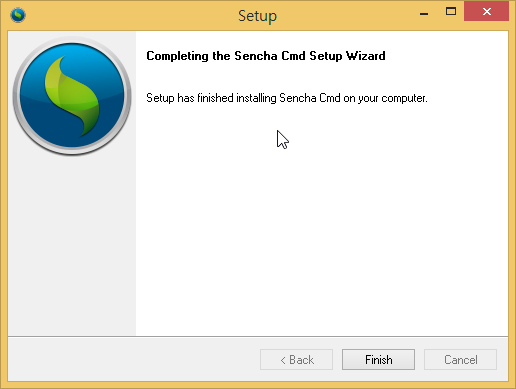 Setup
Completing the Sencha Cmd Setup Wizard
Setup has finished installing Sencha Cmd on your computer.
< Back Finish Cancel